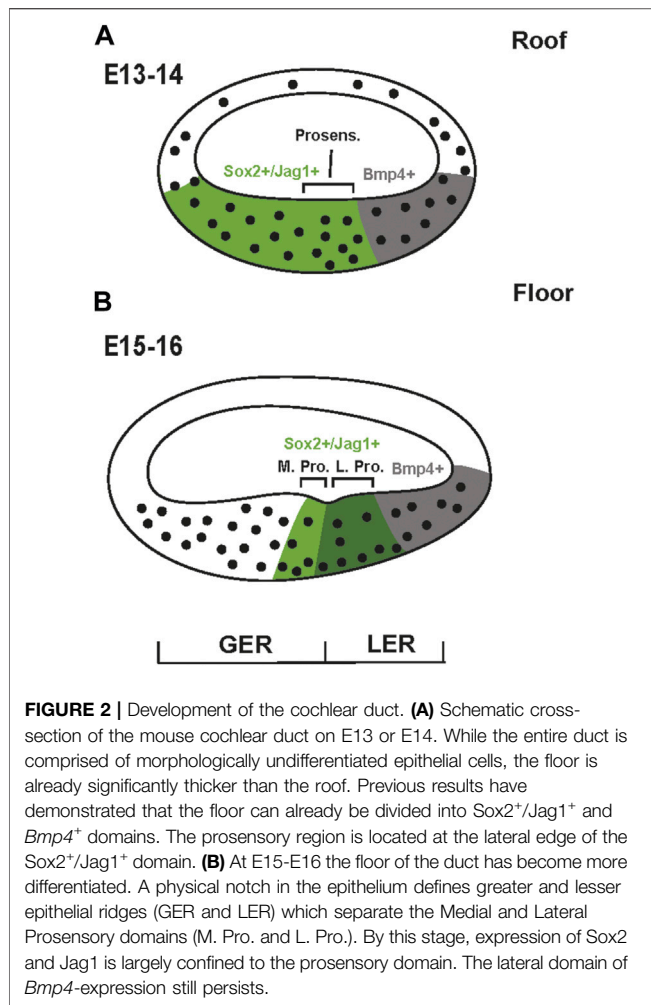 A
Roof
E13-14
Prosens.
Sox2+/Jag1+
Bmp4+
Floor
B
E15-16
Sox2+/Jag1+
M. Pro. L. Pro.
Bmp4+
GER
LER
FIGURE 2 | Development of the cochlear duct. (A) Schematic cross-
section of the mouse cochlear duct on E13 or E14. While the entire duct is
comprised of morphologically undifferentiated epithelial cells, the floor is
already significantly thicker than the roof. Previous results have
demonstrated that the floor can already be divided into Sox2⁺/Jag1⁺ and
Bmp4⁺ domains. The prosensory region is located at the lateral edge of the
Sox2⁺/Jag1⁺ domain. (B) At E15-E16 the floor of the duct has become more
differentiated. A physical notch in the epithelium defines greater and lesser
epithelial ridges (GER and LER) which separate the Medial and Lateral
Prosensory domains (M. Pro. and L. Pro.). By this stage, expression of Sox2
and Jag1 is largely confined to the prosensory domain. The lateral domain of
Bmp4-expression still persists.